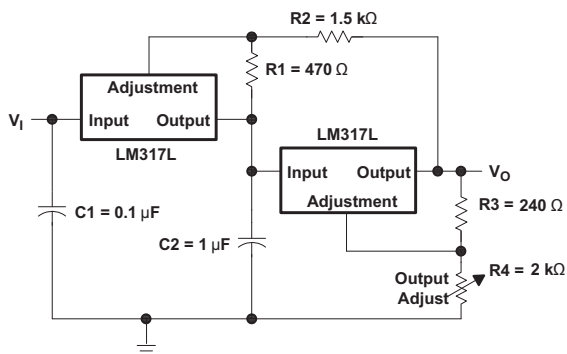 R2 = 1.5 kΩ
R1 = 470 Ω
Adjustment
V_I
Input Output
LM317L
LM317L
Input Output
Adjustment
V_O
C1 = 0.1 µF
R3 = 240 Ω
C2 = 1 µF
Output
Adjust
R4 = 2 kΩ